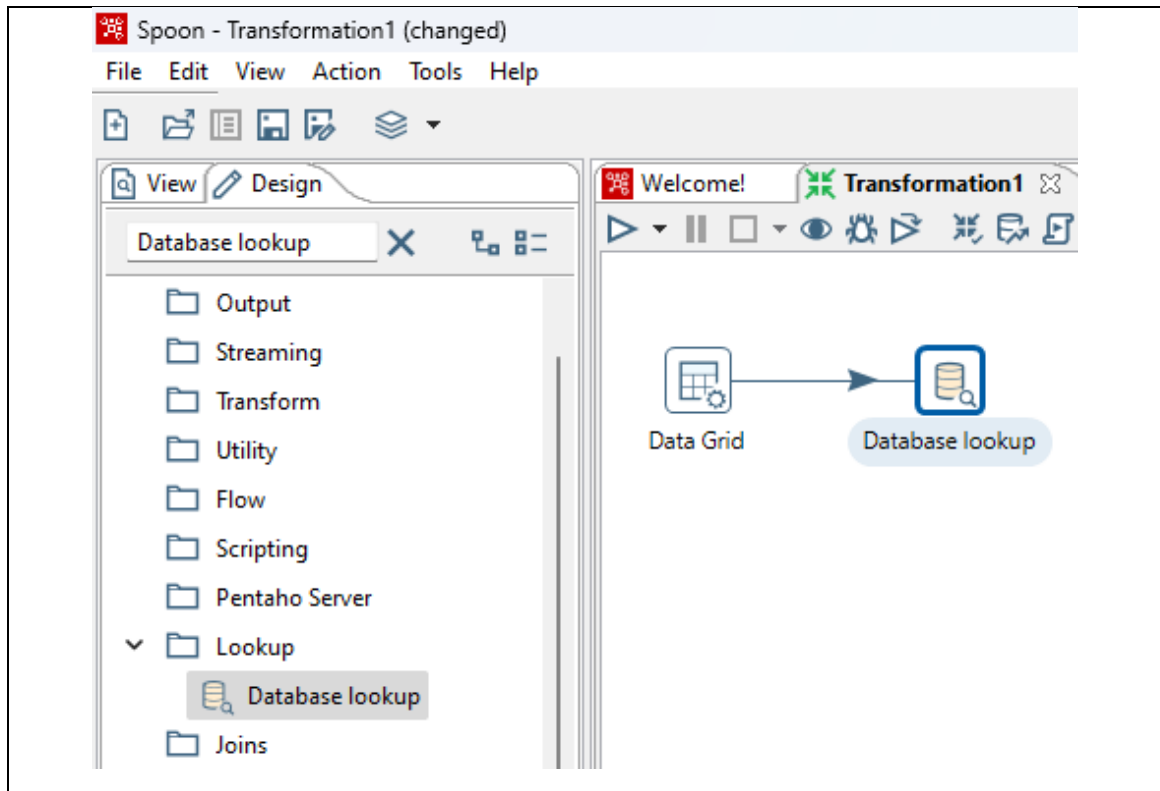 Spoon - Transformation1 (changed)
File Edit View Action Tools Help
View Design
Welcome! Transformation1
Database lookup
Output
Streaming
Transform
Utility
Flow
Scripting
Pentaho Server
Lookup
Database lookup
Joins
Data Grid Database lookup